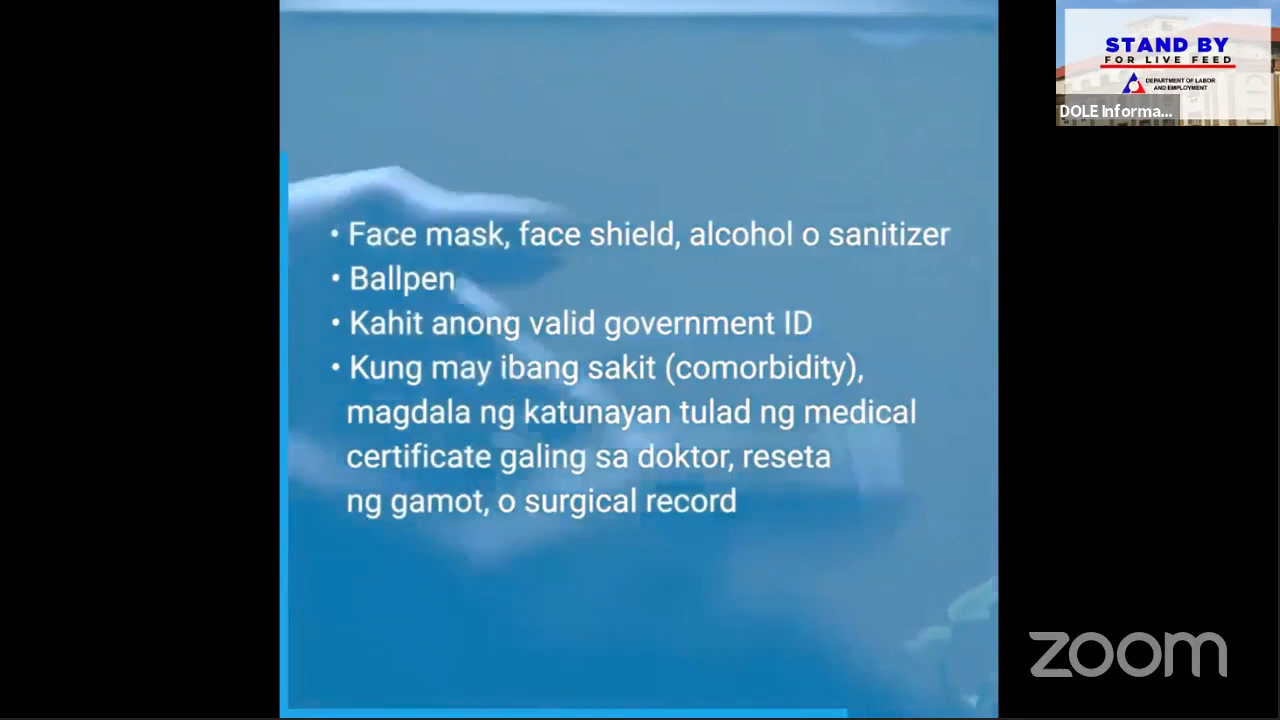 STAND BY
FOR LIVE FEED
DEPARTMENT OF LABOR
AND EMPLOYMENT
DOLE Informa...
• Face mask, face shield, alcohol o sanitizer
• Ballpen
• Kahit anong valid government ID
• Kung may ibang sakit (comorbidity),
magdala ng katunayan tulad ng medical
certificate galing sa doktor, reseta
ng gamot, o surgical record
zoom